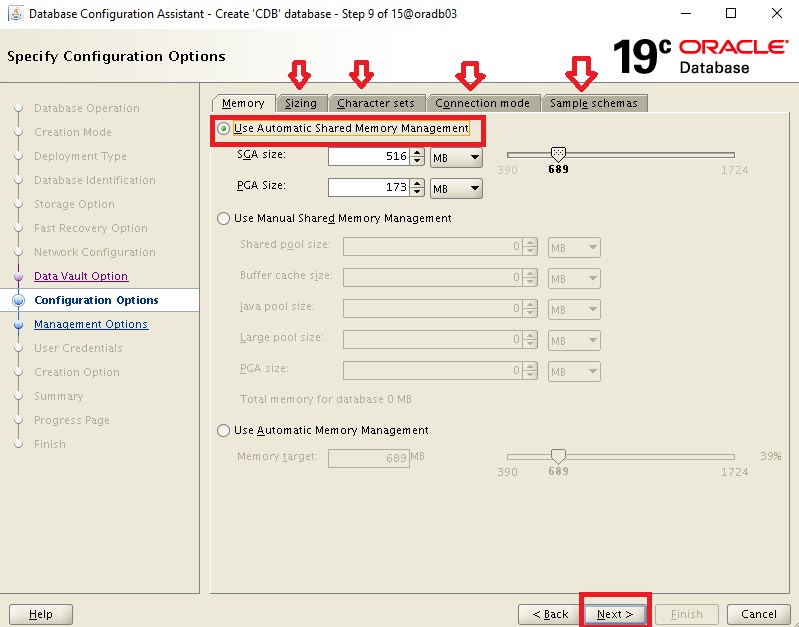 Database Configuration Assistant - Create 'CDB' database - Step 9 of 15@oradb03
Specify Configuration Options
19c ORACLE
Database
Database Operation
Creation Mode
Deployment Type
Database Identification
Storage Option
Fast Recovery Option
Network Configuration
Data Vault Option
Configuration Options
Management Options
User Credentials
Creation Option
Summary
Progress Page
Finish
Memory Sizing Character sets Connection mode Sample schemas
Use Automatic Shared Memory Management
SGA size: 516 MB
390 689 1724
PGA Size: 173 MB
Use Manual Shared Memory Management
Shared pool size: 0 MB
Buffer cache size: 0 MB
Java pool size: 0 MB
Large pool size: 0 MB
PGA size: 0 MB
Total memory for database 0 MB
Use Automatic Memory Management
Memory target: 689 MB 39%
390 689 1724
Help < Back Next > Finish Cancel